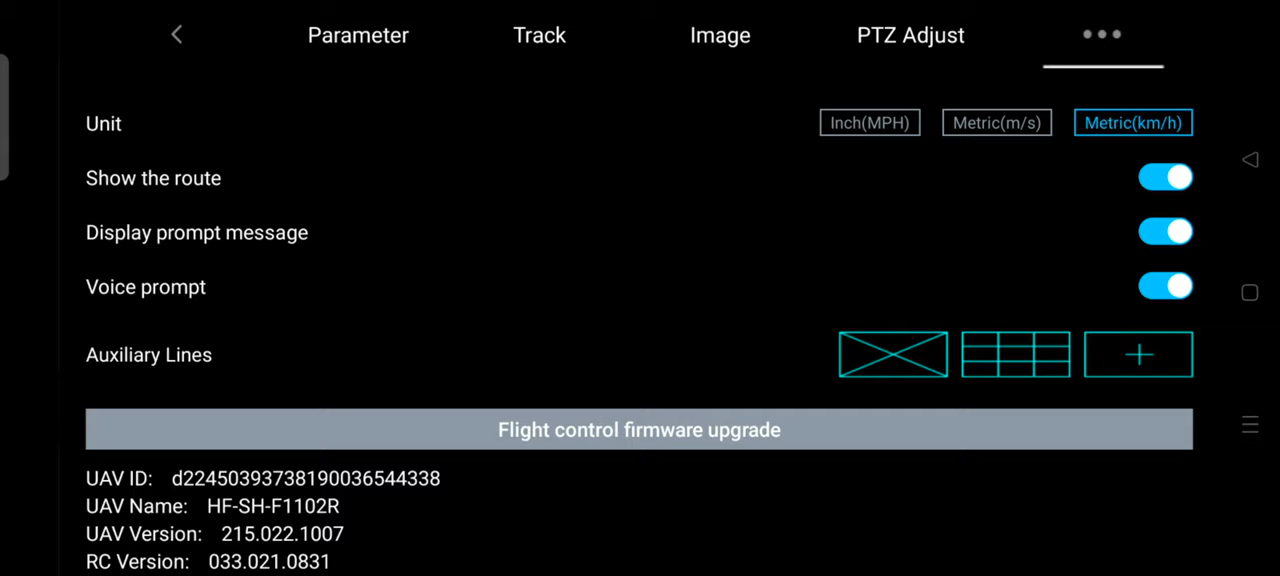 Parameter Track Image PTZ Adjust
Unit Inch(MPH) Metric(m/s) Metric(km/h)
Show the route
Display prompt message
Voice prompt
Auxiliary Lines
Flight control firmware upgrade
UAV ID: d22450393738190036544338
UAV Name: HF-SH-F1102R
UAV Version: 215.022.1007
RC Version: 033.021.0831